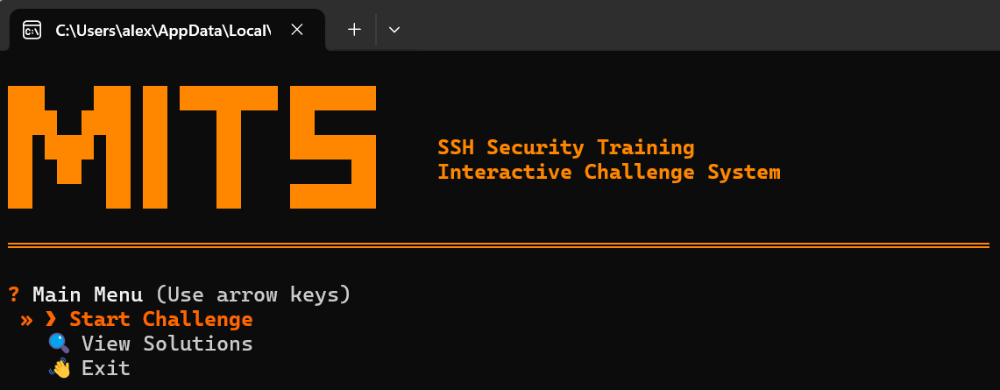 C:\Users\alex\AppData\Local\
MITS
SSH Security Training
Interactive Challenge System
? Main Menu (Use arrow keys)
» ❯ Start Challenge
🔍 View Solutions
👋 Exit